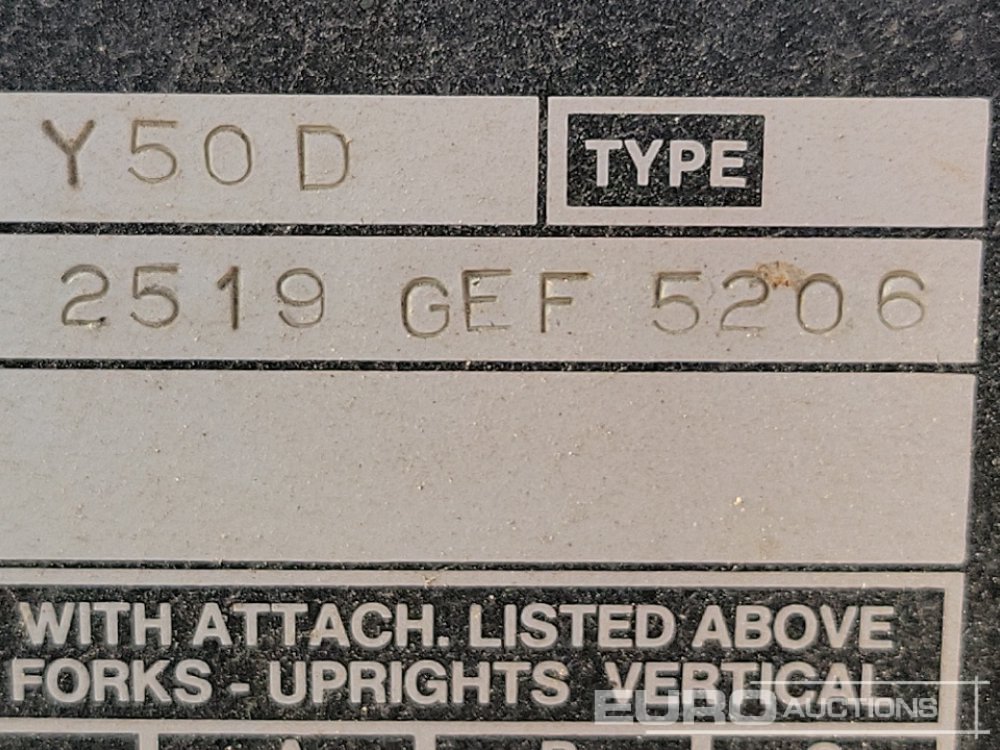 Y50D TYPE
2519 GEF 5206
WITH ATTACH. LISTED ABOVE
FORKS - UPRIGHTS VERTICAL
EURO AUCTIONS